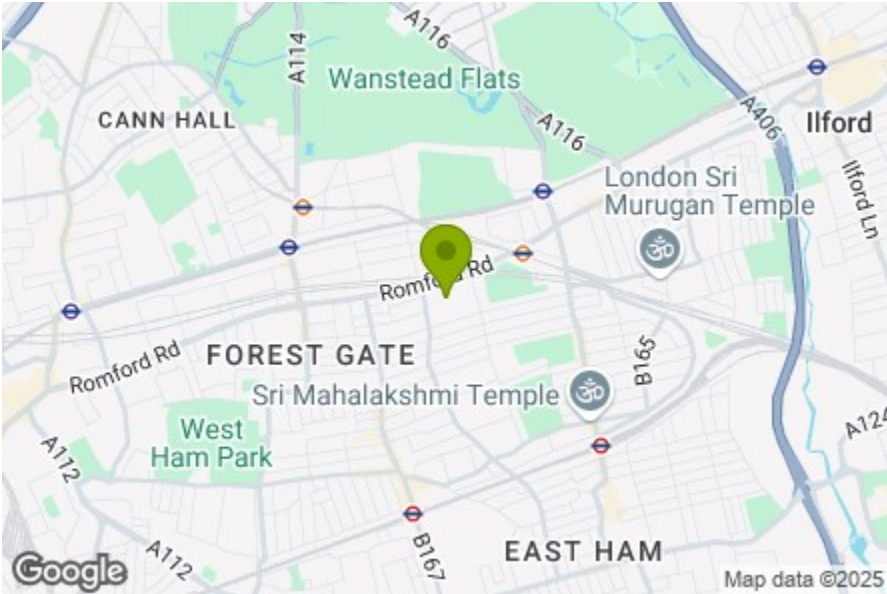 A116
A114
Wanstead Flats
CANN HALL
A116
A406
Ilford
London Sri
Murugan Temple
Ilford Ln
Romford Rd
Romford Rd
FOREST GATE
B165
Sri Mahalakshmi Temple
West
Ham Park
A124
A112
A112
B167
EAST HAM
Google
Map data ©2025